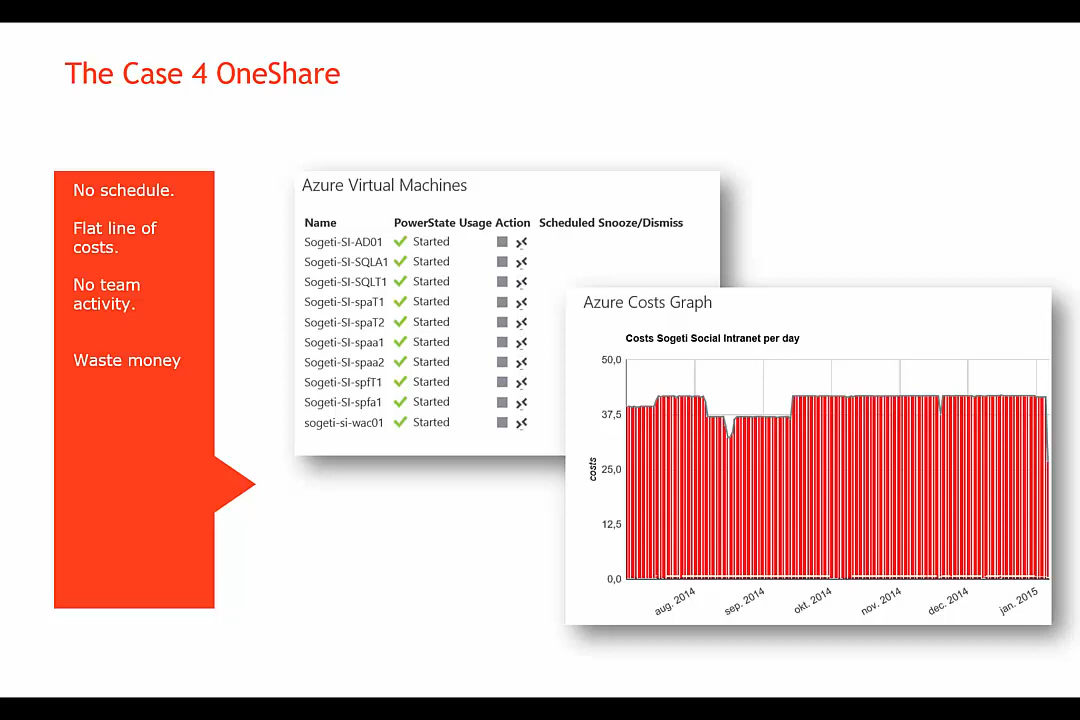 The Case 4 OneShare
No schedule.
Flat line of
costs.
No team
activity.
Waste money
Azure Virtual Machines
Name PowerState Usage Action Scheduled Snooze/Dismiss
Sogeti-SI-AD01 Started
Sogeti-SI-SQLA1 Started
Sogeti-SI-SQLT1 Started
Sogeti-SI-spaT1 Started
Sogeti-SI-spaT2 Started
Sogeti-SI-spaa1 Started
Sogeti-SI-spaa2 Started
Sogeti-SI-spfT1 Started
Sogeti-SI-spfa1 Started
sogeti-si-wac01 Started
Azure Costs Graph
Costs Sogeti Social Intranet per day
50,0
37,5
25,0
12,5
0,0
costs
aug. 2014
sep. 2014
okt. 2014
nov. 2014
dec. 2014
jan. 2015